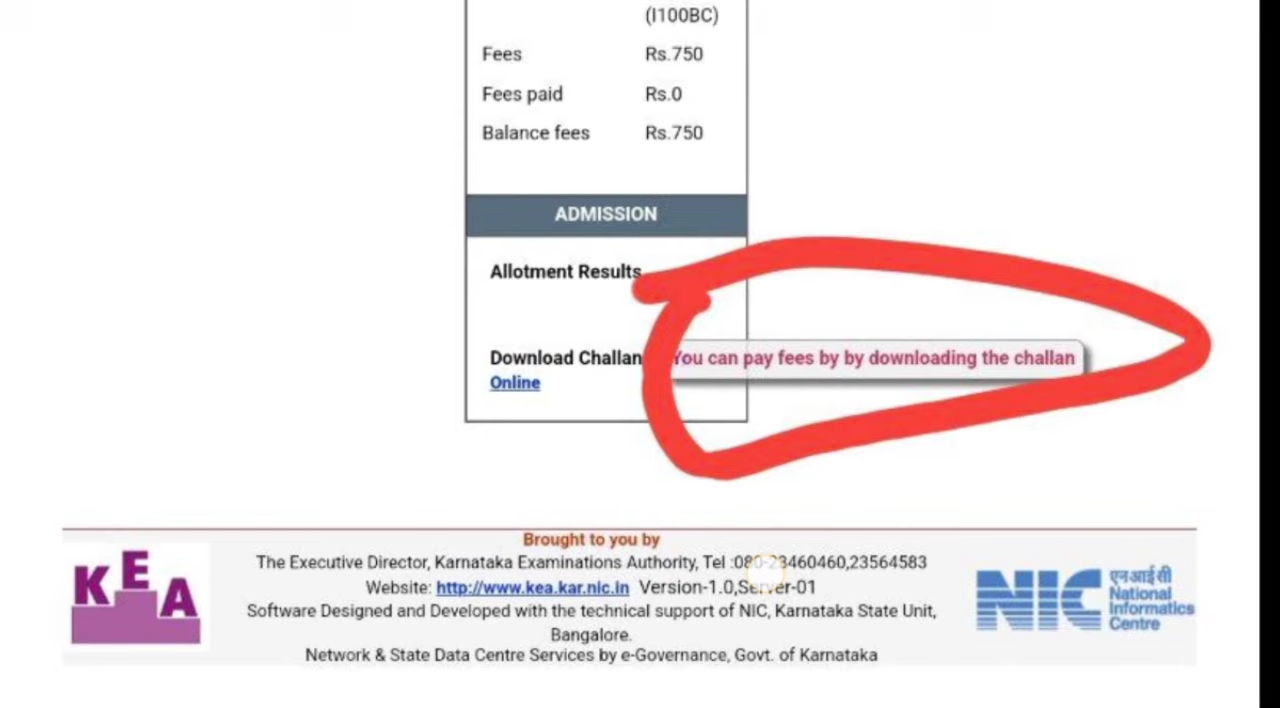 (I100BC)
Fees Rs.750
Fees paid Rs.0
Balance fees Rs.750
ADMISSION
Allotment Results
Download Challan You can pay fees by by downloading the challan
Online
Brought to you by
The Executive Director, Karnataka Examinations Authority, Tel :080-23460460,23564583
Website: http://www.kea.kar.nic.in Version-1.0,Server-01
Software Designed and Developed with the technical support of NIC, Karnataka State Unit,
Bangalore.
Network & State Data Centre Services by e-Governance, Govt. of Karnataka
KEA
NIC
एन आई सी
National
Informatics
Centre